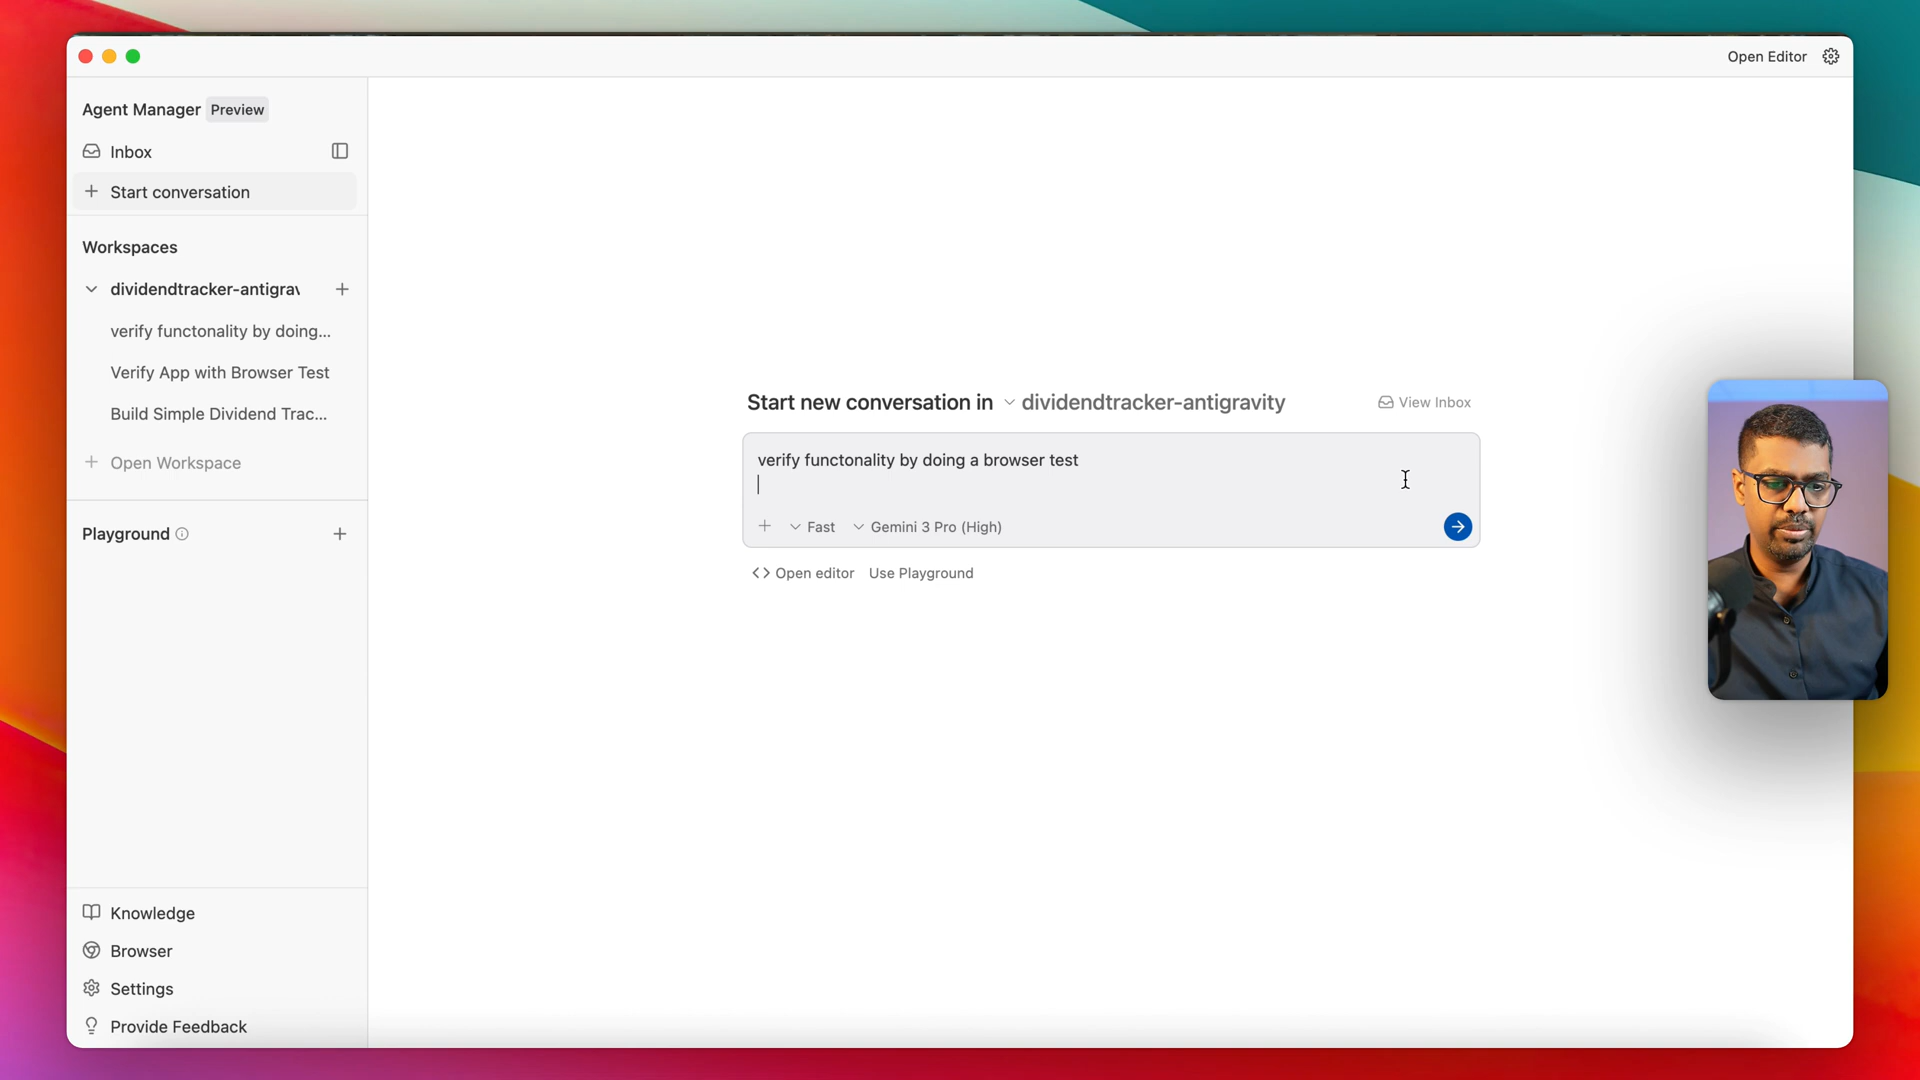 Open Editor
Agent Manager Preview
Inbox
Start conversation
Workspaces
dividendtracker-antigrav
verify functonality by doing...
Verify App with Browser Test
Build Simple Dividend Trac...
Open Workspace
Playground
Knowledge
Browser
Settings
Provide Feedback
Start new conversation in dividendtracker-antigravity
View Inbox
verify functonality by doing a browser test
Fast Gemini 3 Pro (High)
Open editor Use Playground